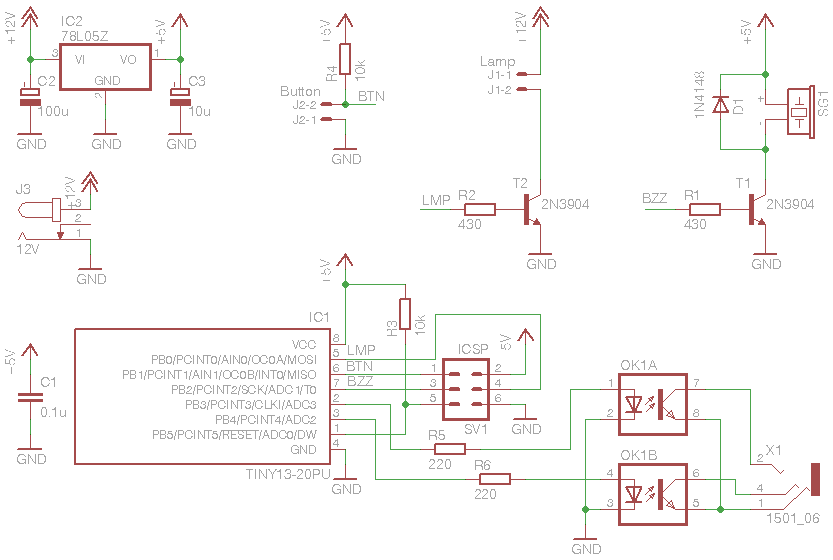 +12V
IC2
78L05Z
+5V
3
VI
VO
1
GND
2
C2
100u
C3
10u
GND
GND
GND
+5V
R4
10k
Button
J2-2
BTN
J2-1
GND
+12V
Lamp
J1-1
J1-2
LMP
R2
430
T2
2N3904
GND
+5V
1N4148
D1
+
-
SG1
BZZ
R1
430
T1
2N3904
GND
J3
+12V
3
2
1
12V
GND
+5V
C1
0.1u
GND
+5V
IC1
VCC
8
PB0/PCINT0/AIN0/OC0A/MOSI
5
LMP
PB1/PCINT1/AIN1/OC0B/INT0/MISO
6
BTN
PB2/PCINT2/SCK/ADC1/T0
7
BZZ
PB3/PCINT3/CLKI/ADC3
2
PB4/PCINT4/ADC2
3
PB5/PCINT5/RESET/ADC0/DW
1
GND
4
TINY13-20PU
GND
R3
10k
ICSP
5V
1
2
3
4
5
6
SV1
GND
R5
220
R6
220
OK1A
1
7
2
8
OK1B
4
6
3
5
GND
X1
2
4
1
1501_06